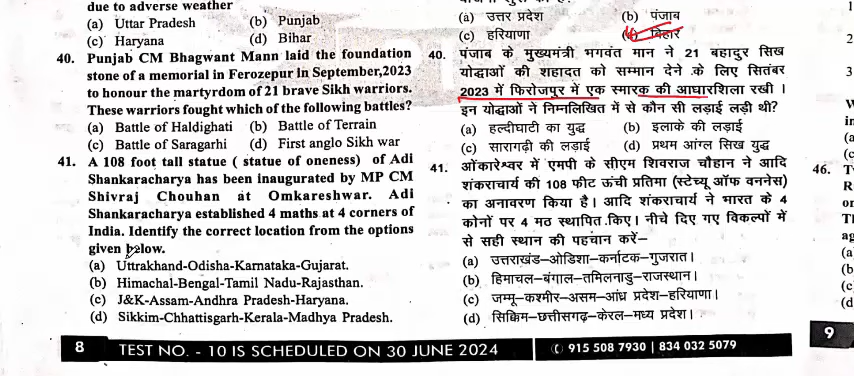 due to adverse weather
(a) Uttar Pradesh (b) Punjab
(c) Haryana (d) Bihar
40. Punjab CM Bhagwant Mann laid the foundation
stone of a memorial in Ferozepur In September,2023
to honour the martyrdom of 21 brave Sikh warriors.
These warriors fought which of the following battles?
(a) Battle of Haldighati (b) Battle of Terrain
(c) Battle of Saragarhi (d) First anglo Sikh war
41. A 108 foot tall statue ( statue of oneness) of Adi
Shankaracharya has been inaugurated by MP CM
Shivraj Chouhan at Omkareshwar. Adi
Shankaracharya established 4 maths at 4 corners of
India. Identify the correct location from the options
given below.
(a) Uttrakhand-Odisha-Karnataka-Gujarat.
(b) Himachal-Bengal-Tamil Nadu-Rajasthan.
(c) J&K-Assam-Andhra Pradesh-Haryana.
(d) Sikkim-Chhattisgarh-Kerala-Madhya Pradesh.
(a) उत्तर प्रदेश (b) पंजाब
(c) हरियाणा (d) बिहार
40. पंजाब के मुख्यमंत्री भगवंत मान ने 21 बहादुर सिख
योद्धाओं की शहादत को सम्मान देने के लिए सितंबर
2023 में फिरोजपुर में एक स्मारक की आधारशिला रखी ।
इन योद्धाओं ने निम्नलिखित में से कौन सी लड़ाई लड़ी थी?
(a) हल्दीघाटी का युद्ध (b) इलाके की लड़ाई
(c) सारागढ़ी की लड़ाई (d) प्रथम आंग्ल सिख युद्ध
41. ओंकारेश्वर में एमपी के सीएम शिवराज चौहान ने आदि
शंकराचार्य की 108 फीट ऊंची प्रतिमा (स्टेच्यू ऑफ वननेस)
का अनावरण किया है। आदि शंकराचार्य ने भारत के 4
कोनों पर 4 मठ स्थापित किए। नीचे दिए गए विकल्पों में
से सही स्थान की पहचान करें–
(a) उत्तराखंड–ओडिशा–कर्नाटक–गुजरात।
(b) हिमाचल–बंगाल–तमिलनाडु–राजस्थान।
(c) जम्मू–कश्मीर–असम–आंध्र प्रदेश–हरियाणा।
(d) सिक्किम–छत्तीसगढ़–केरल–मध्य प्रदेश।
46.
8 TEST NO. - 10 IS SCHEDULED ON 30 JUNE 2024 915 508 7930 | 834 032 5079
9